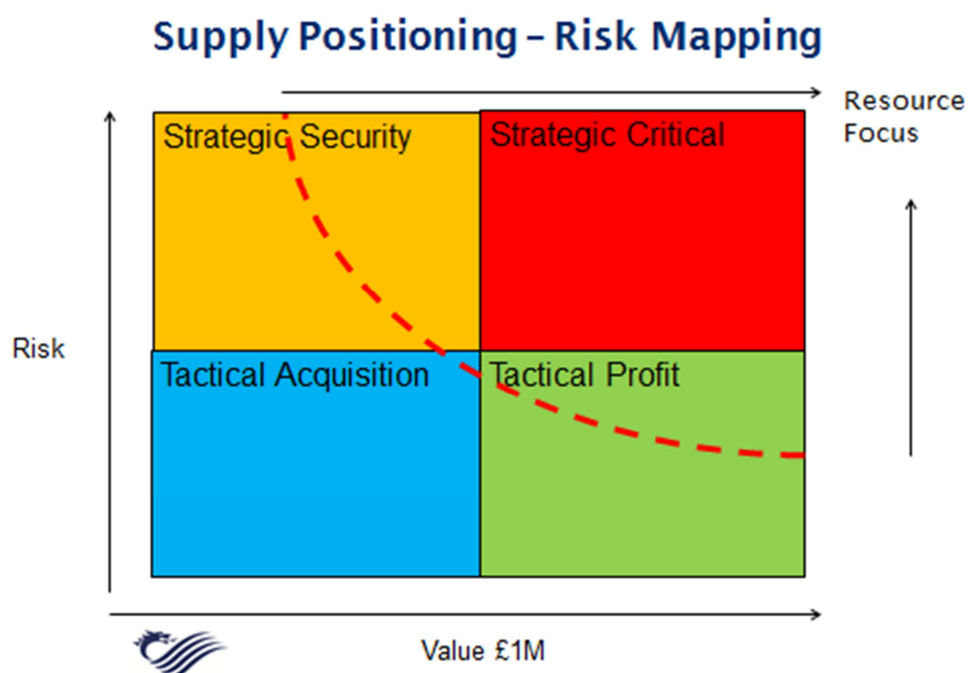 Supply Positioning – Risk Mapping
Resource
Focus
Strategic Security
Strategic Critical
Risk
Tactical Acquisition
Tactical Profit
Value £1M